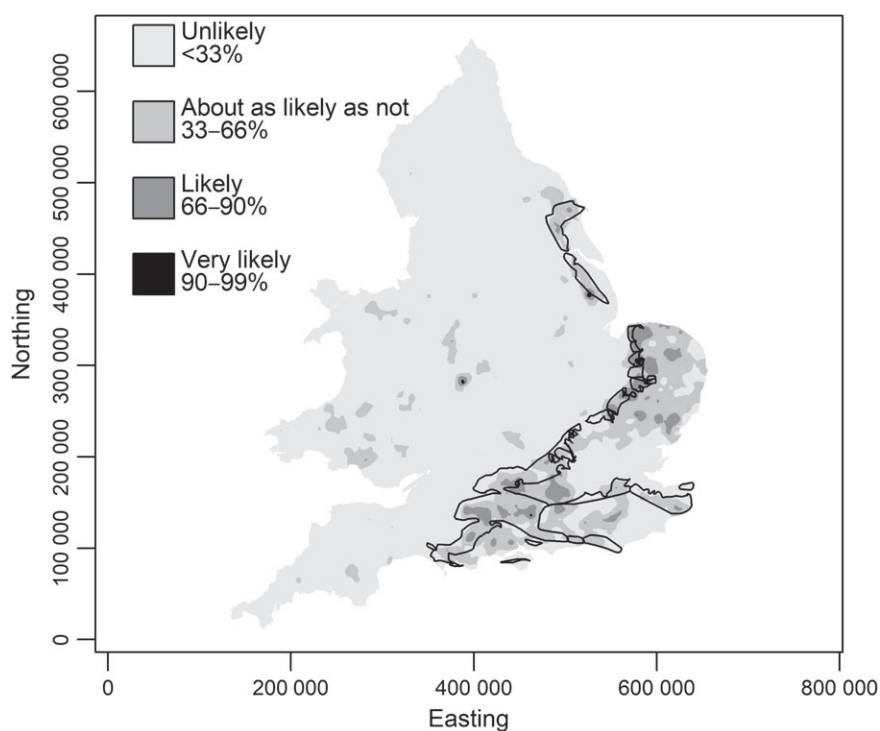 Unlikely
<33%
About as likely as not
33–66%
Likely
66–90%
Very likely
90–99%
Northing
600 000
500 000
400 000
300 000
200 000
100 000
0
0
200 000
400 000
600 000
800 000
Easting